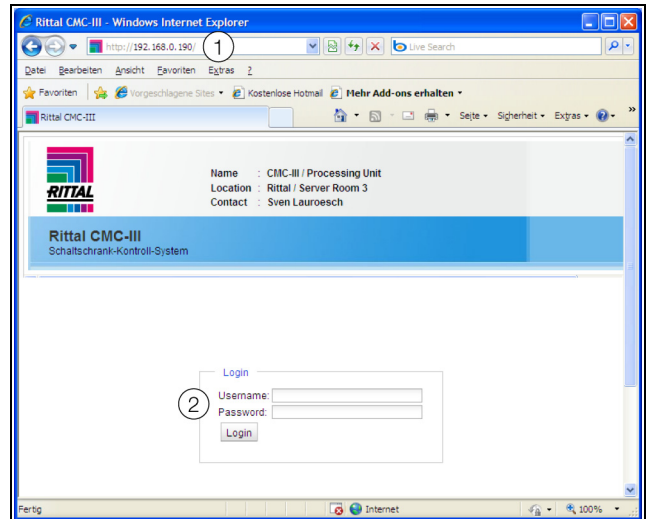 Rittal CMC-III - Windows Internet Explorer
http://192.168.0.190/
1
Live Search
Datei Bearbeiten Ansicht Favoriten Extras ?
Favoriten Vorgeschlagene Sites Kostenlose Hotmail Mehr Add-ons erhalten
Rittal CMC-III Seite Sicherheit Extras »
RITTAL
Name : CMC-III / Processing Unit
Location : Rittal / Server Room 3
Contact : Sven Lauroesch
Rittal CMC-III
Schaltschrank-Kontroll-System
Login
2
Username:
Password:
Login
Fertig Internet 100%